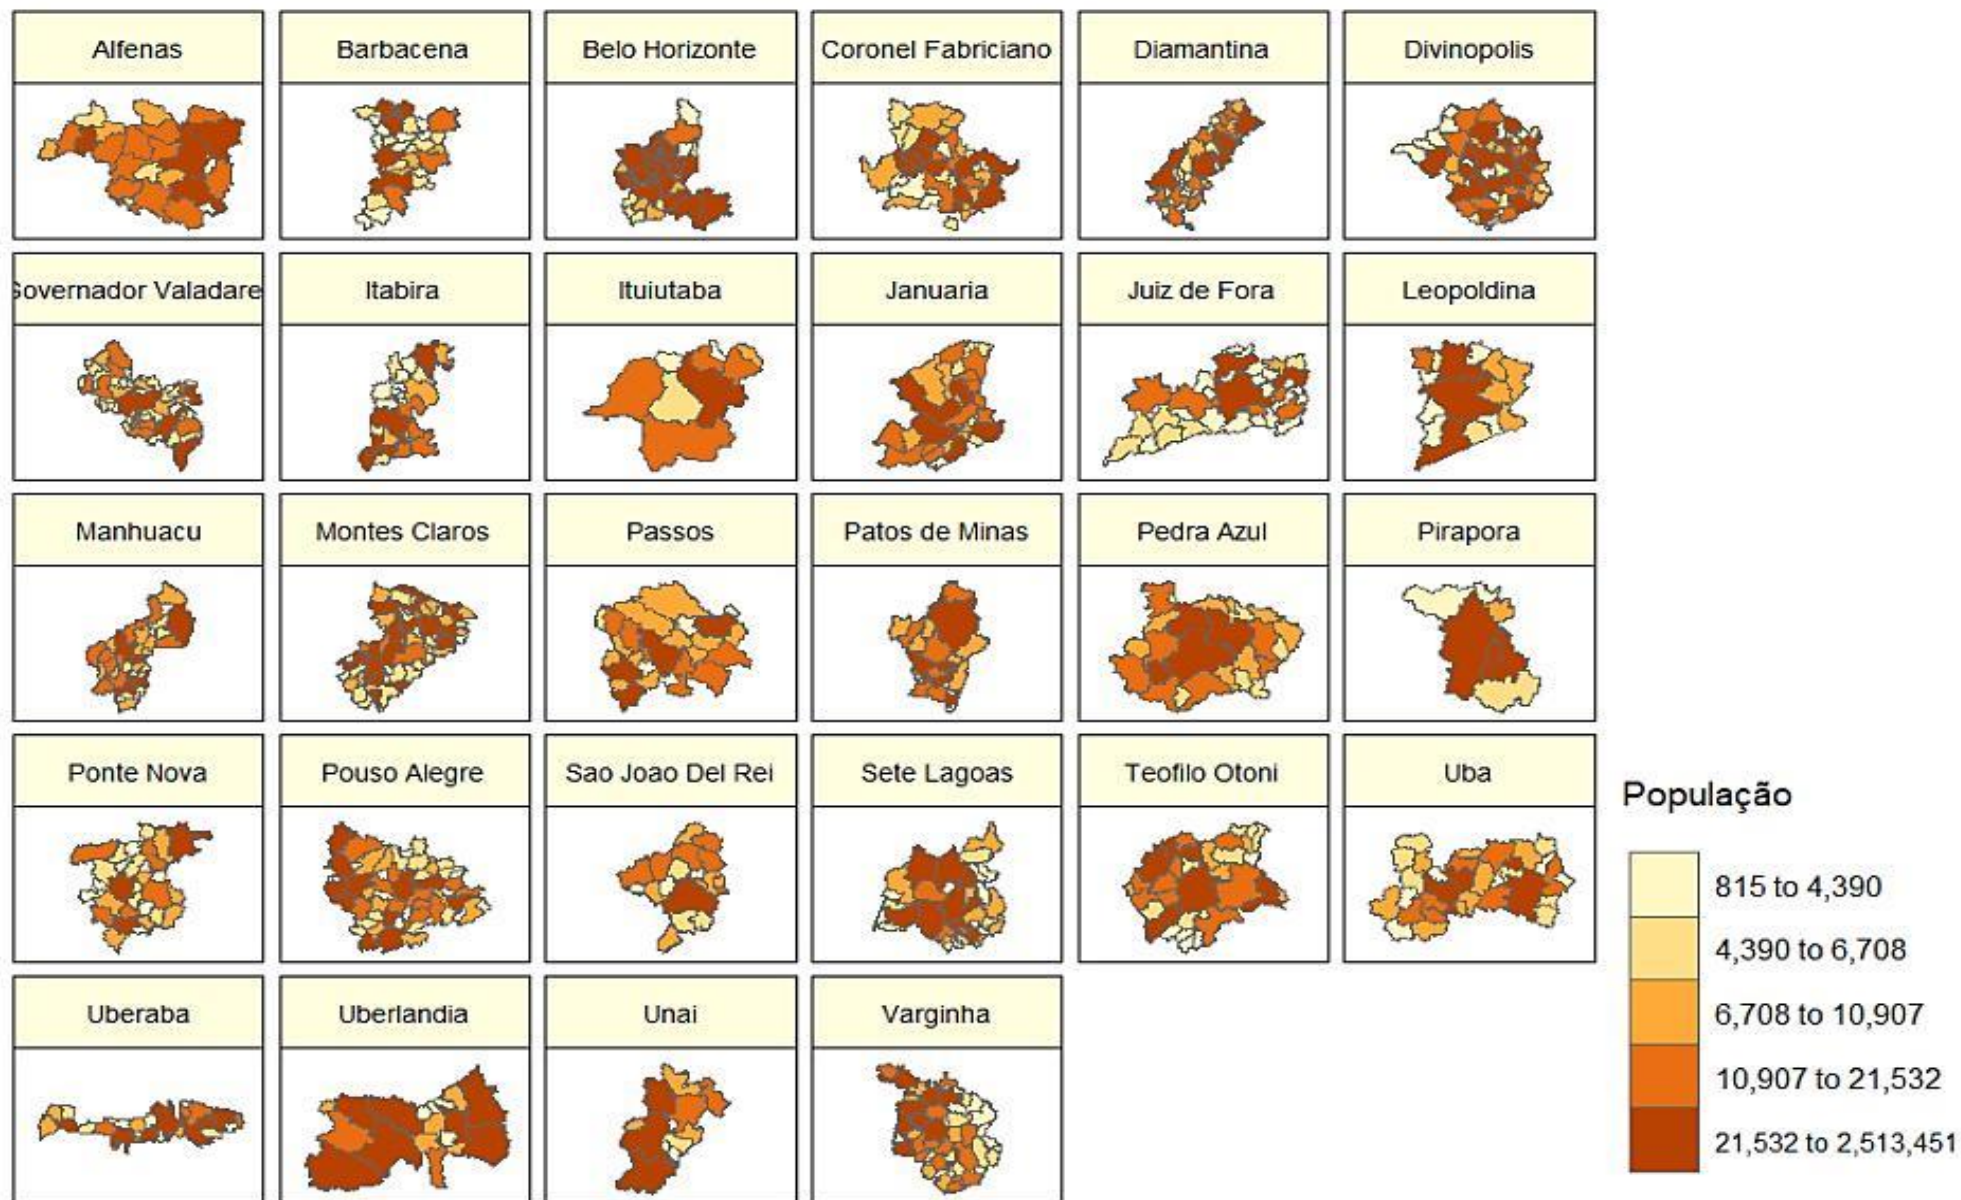 Alfenas
Barbacena
Belo Horizonte
Coronel Fabriciano
Diamantina
Divinopolis
Governador Valadare
Itabira
Ituiutaba
Januaria
Juiz de Fora
Leopoldina
Manhuacu
Montes Claros
Passos
Patos de Minas
Pedra Azul
Pirapora
Ponte Nova
Pouso Alegre
Sao Joao Del Rei
Sete Lagoas
Teofilo Otoni
Uba
Uberaba
Uberlandia
Unai
Varginha
População
815 to 4,390
4,390 to 6,708
6,708 to 10,907
10,907 to 21,532
21,532 to 2,513,451